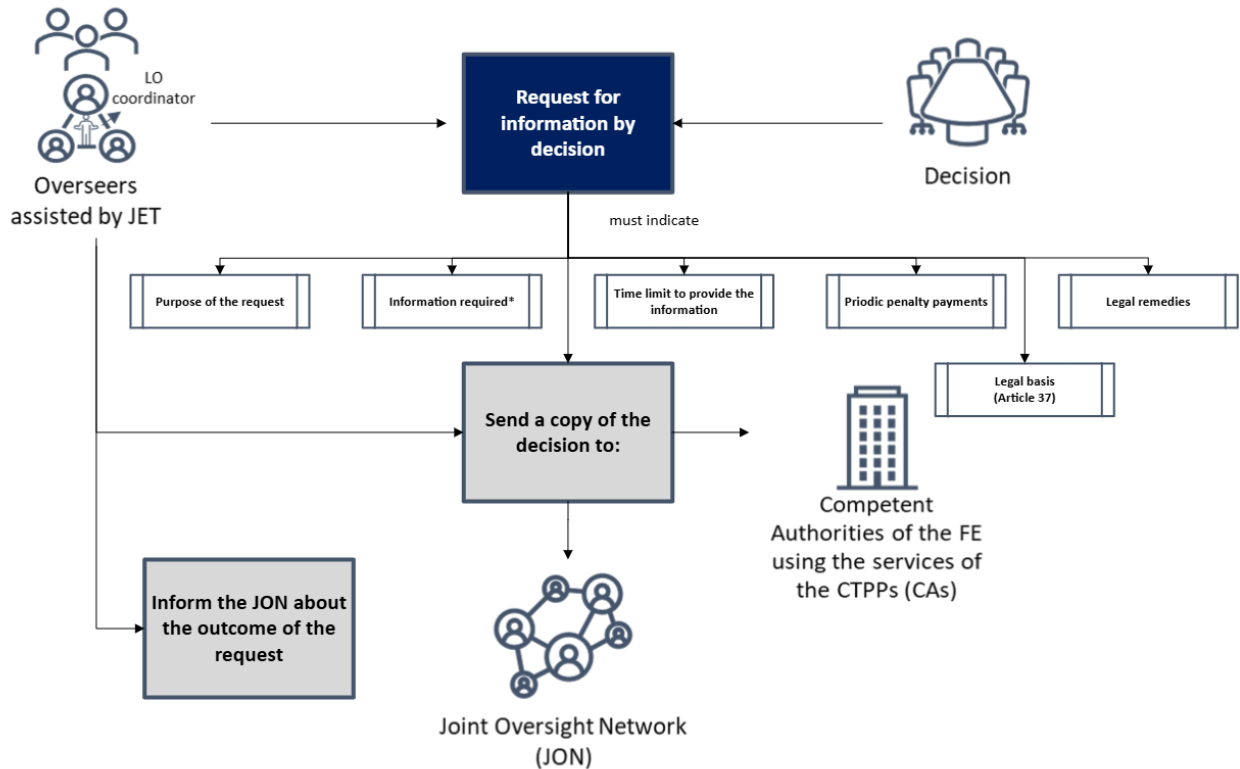 LO
coordinator
Overseers
assisted by JET
Request for
information by
decision
Decision
must indicate
Purpose of the request
Information required*
Time limit to provide the
information
Priodic penalty payments
Legal remedies
Legal basis
(Article 37)
Send a copy of the
decision to:
Competent
Authorities of the FE
using the services of
the CTPPs (CAs)
Inform the JON about
the outcome of the
request
Joint Oversight Network
(JON)